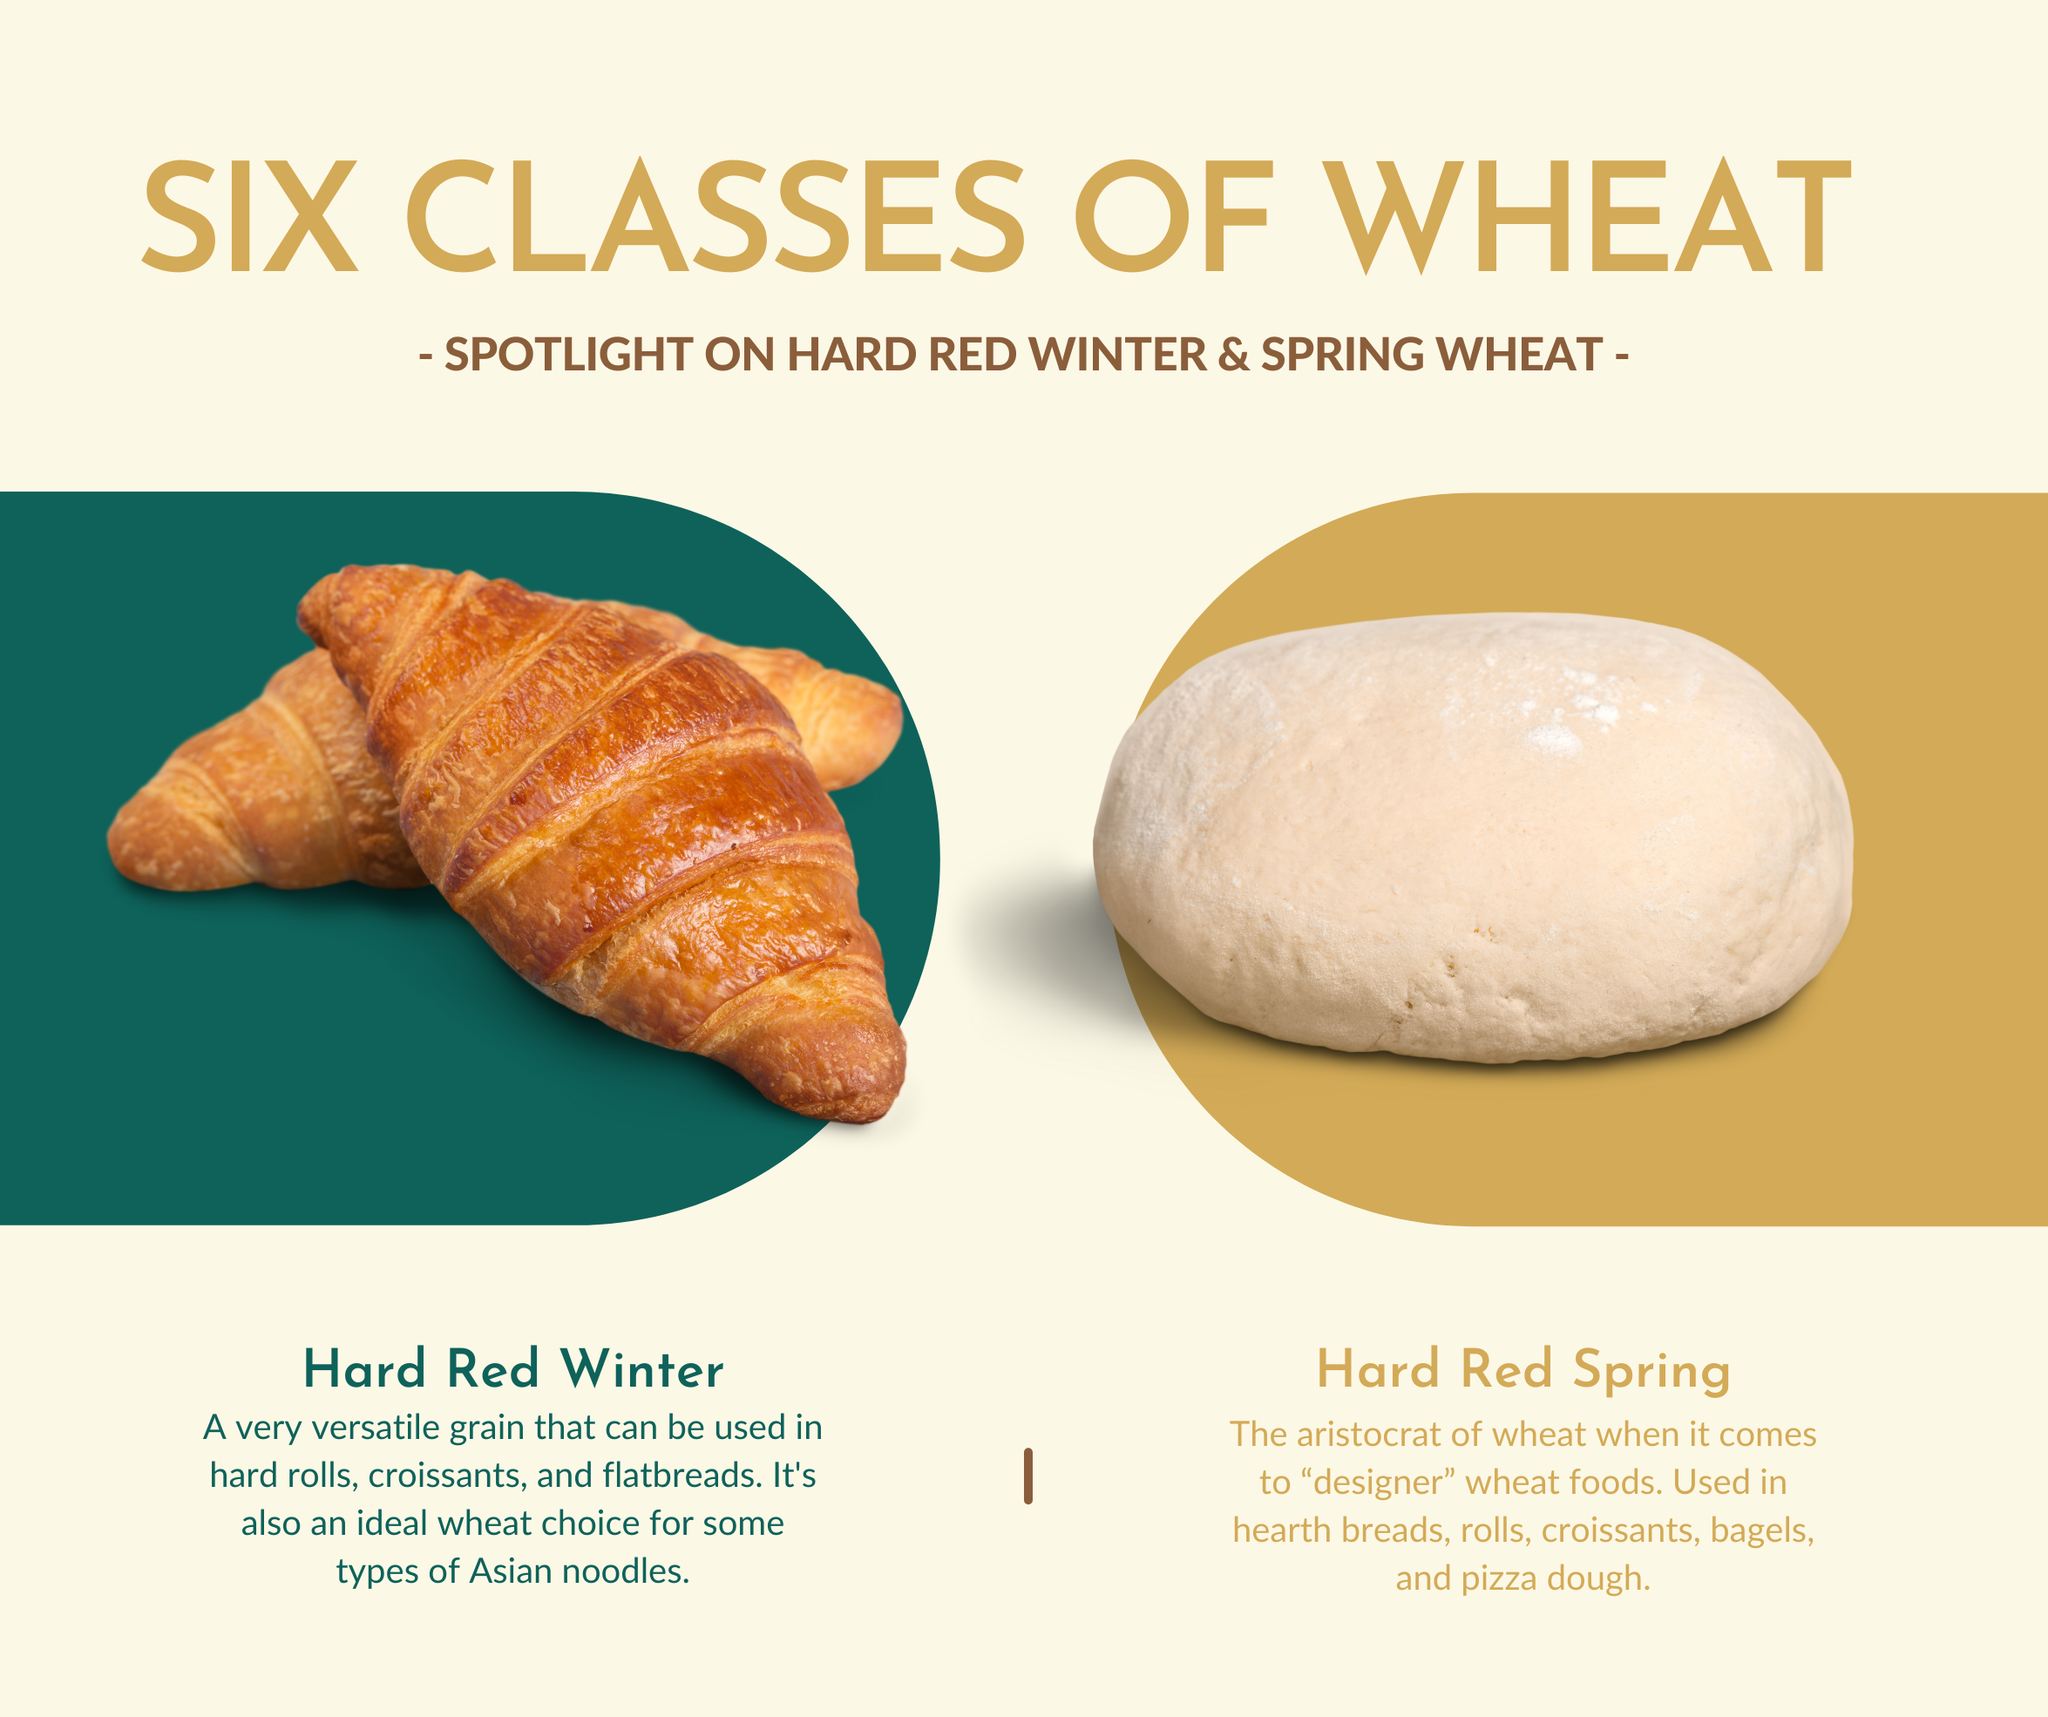 SIX CLASSES OF WHEAT
- SPOTLIGHT ON HARD RED WINTER & SPRING WHEAT -
Hard Red Winter
A very versatile grain that can be used in
hard rolls, croissants, and flatbreads. It's
also an ideal wheat choice for some
types of Asian noodles.
Hard Red Spring
The aristocrat of wheat when it comes
to “designer” wheat foods. Used in
hearth breads, rolls, croissants, bagels,
and pizza dough.